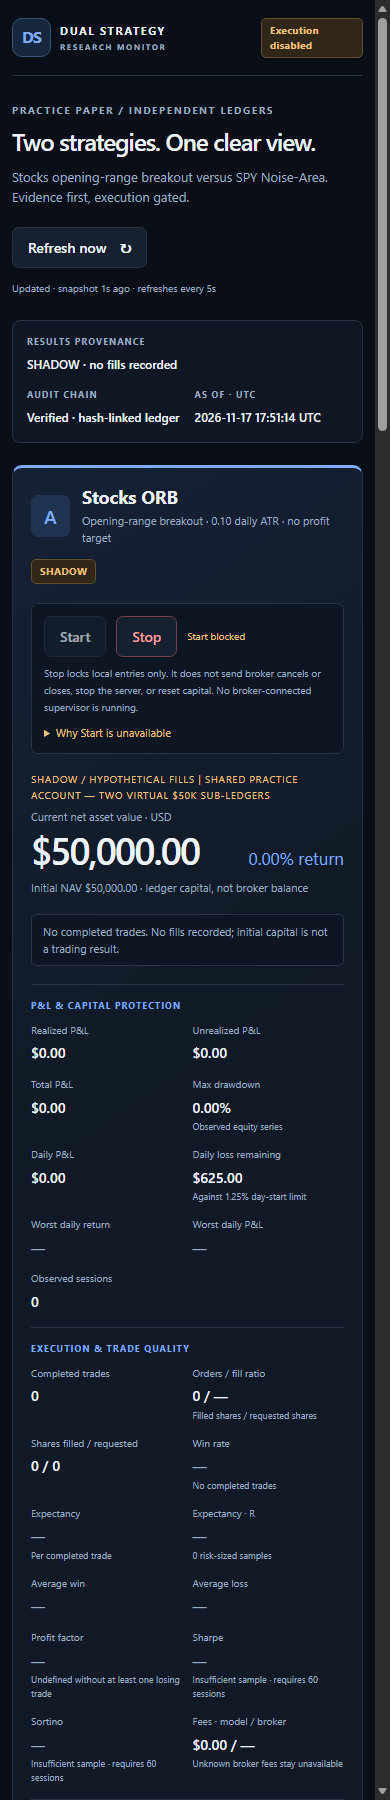 DS
DUAL STRATEGY
RESEARCH MONITOR
Execution
disabled
PRACTICE PAPER / INDEPENDENT LEDGERS
Two strategies. One clear view.
Stocks opening-range breakout versus SPY Noise-Area.
Evidence first, execution gated.
Refresh now ↻
Updated · snapshot 1s ago · refreshes every 5s
RESULTS PROVENANCE
SHADOW · no fills recorded
AUDIT CHAIN
Verified · hash-linked ledger
AS OF · UTC
2026-11-17 17:51:14 UTC
A
Stocks ORB
Opening-range breakout · 0.10 daily ATR · no profit
target
SHADOW
Start
Stop
Start blocked
Stop locks local entries only. It does not send broker cancels or
closes, stop the server, or reset capital. No broker-connected
supervisor is running.
▶ Why Start is unavailable
SHADOW / HYPOTHETICAL FILLS | SHARED PRACTICE
ACCOUNT — TWO VIRTUAL $50K SUB-LEDGERS
Current net asset value · USD
$50,000.00
0.00% return
Initial NAV $50,000.00 · ledger capital, not broker balance
No completed trades. No fills recorded; initial capital is not
a trading result.
P&L & CAPITAL PROTECTION
Realized P&L
$0.00
Unrealized P&L
$0.00
Total P&L
$0.00
Max drawdown
0.00%
Observed equity series
Daily P&L
$0.00
Daily loss remaining
$625.00
Against 1.25% day-start limit
Worst daily return
—
Worst daily P&L
—
Observed sessions
0
EXECUTION & TRADE QUALITY
Completed trades
0
Orders / fill ratio
0 / —
Filled shares / requested shares
Shares filled / requested
0 / 0
Win rate
—
No completed trades
Expectancy
—
Per completed trade
Expectancy · R
—
0 risk-sized samples
Average win
—
Average loss
—
Profit factor
—
Undefined without at least one losing
trade
Sharpe
—
Insufficient sample · requires 60
sessions
Sortino
—
Insufficient sample · requires 60
sessions
Fees · model / broker
$0.00 / —
Unknown broker fees stay unavailable